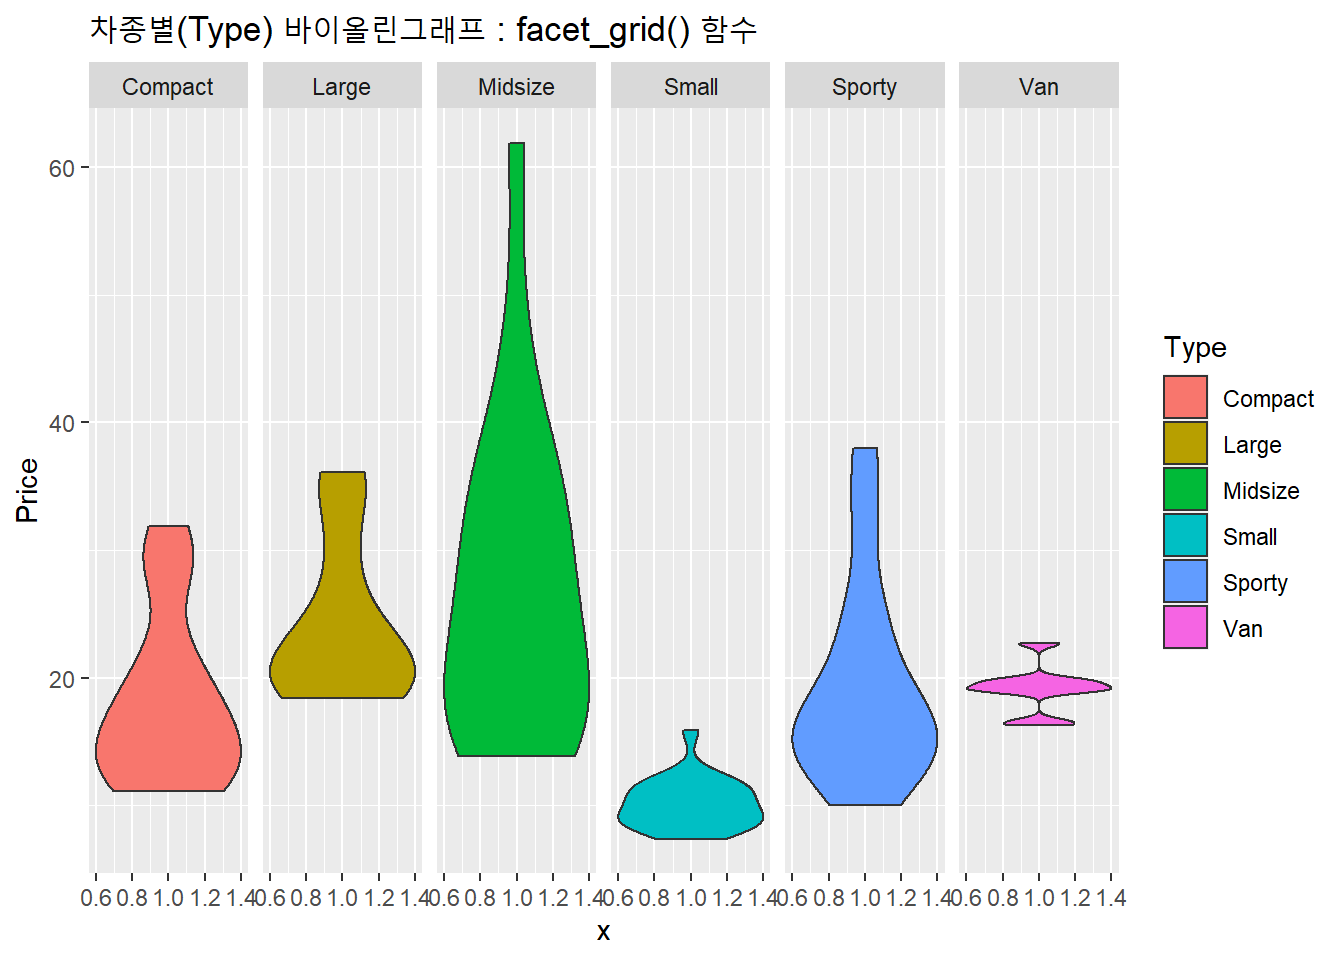 차종별(Type) 바이올린그래프 : facet_grid() 함수
Compact Large Midsize Small Sporty Van
60
40
20
Price
0.6 0.8 1.0 1.2 1.4 0.6 0.8 1.0 1.2 1.4 0.6 0.8 1.0 1.2 1.4 0.6 0.8 1.0 1.2 1.4 0.6 0.8 1.0 1.2 1.4 0.6 0.8 1.0 1.2 1.4
x
Type
Compact
Large
Midsize
Small
Sporty
Van